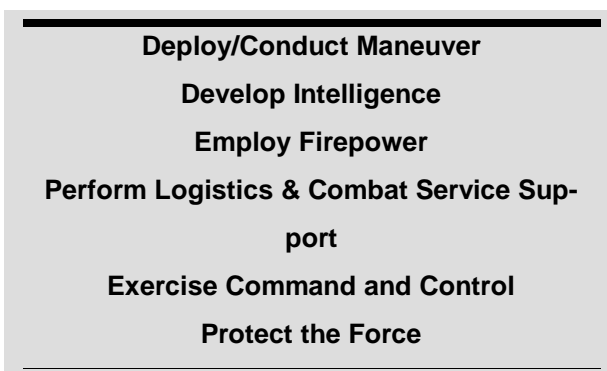 Deploy/Conduct Maneuver
Develop Intelligence
Employ Firepower
Perform Logistics & Combat Service Sup-
port
Exercise Command and Control
Protect the Force